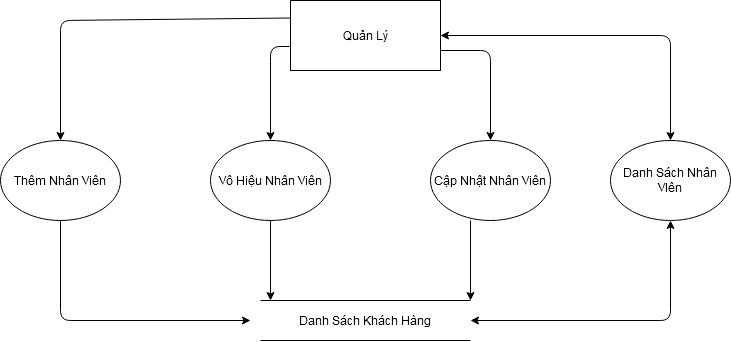 Quản Lý
Thêm Nhân Viên
Vô Hiệu Nhân Viên
Cập Nhật Nhân Viên
Danh Sách Nhân
VIên
Danh Sách Khách Hàng